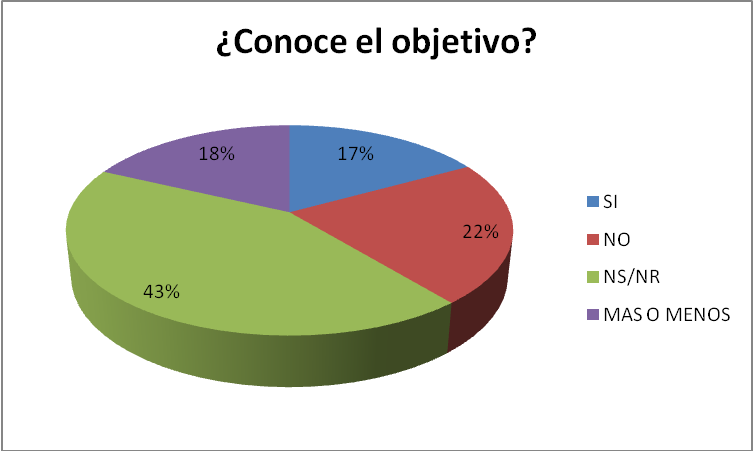 ¿Conoce el objetivo?
18%
17%
22%
43%
SI
NO
NS/NR
MAS O MENOS